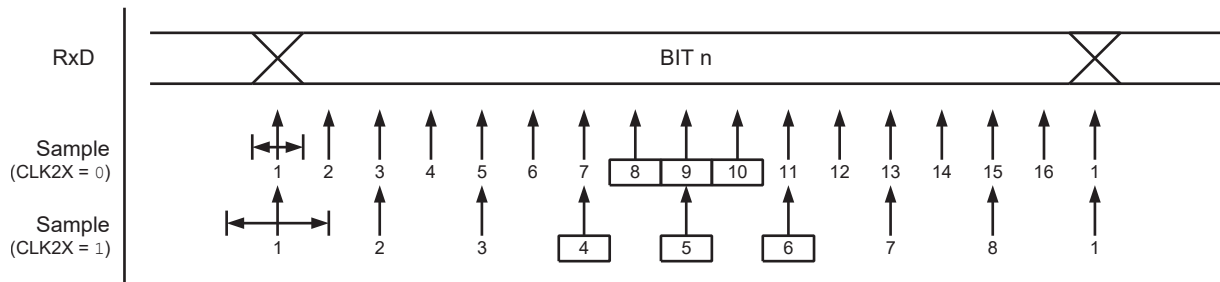 RxD BIT n
Sample
(CLK2X = 0) 1 2 3 4 5 6 7 8 9 10 11 12 13 14 15 16 1
Sample
(CLK2X = 1) 1 2 3 4 5 6 7 8 1